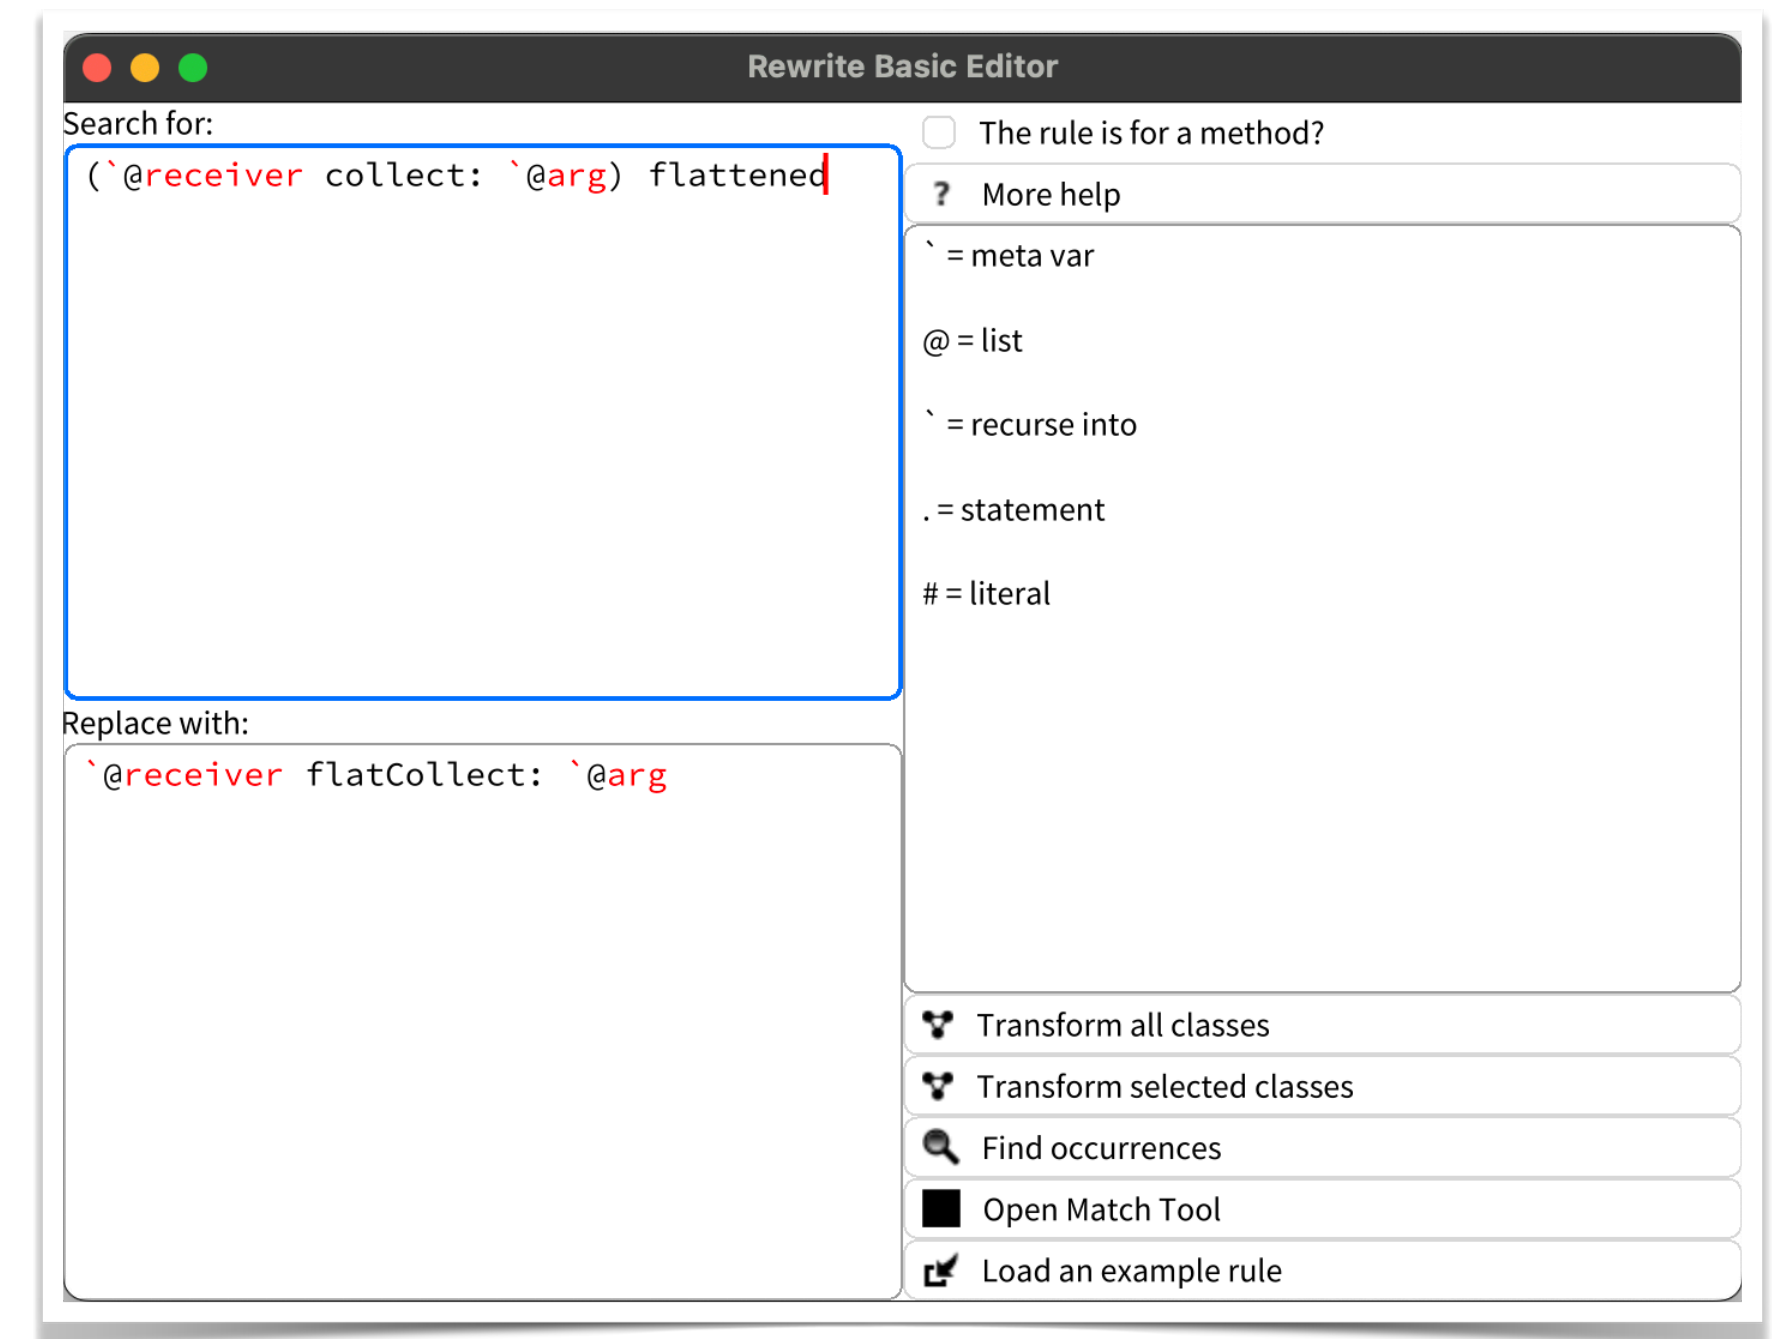 Rewrite Basic Editor
Search for:
(`@receiver collect: `@arg) flattened
Replace with:
`@receiver flatCollect: `@arg
The rule is for a method?
? More help
` = meta var
@ = list
` = recurse into
. = statement
# = literal
Transform all classes
Transform selected classes
Find occurrences
Open Match Tool
Load an example rule